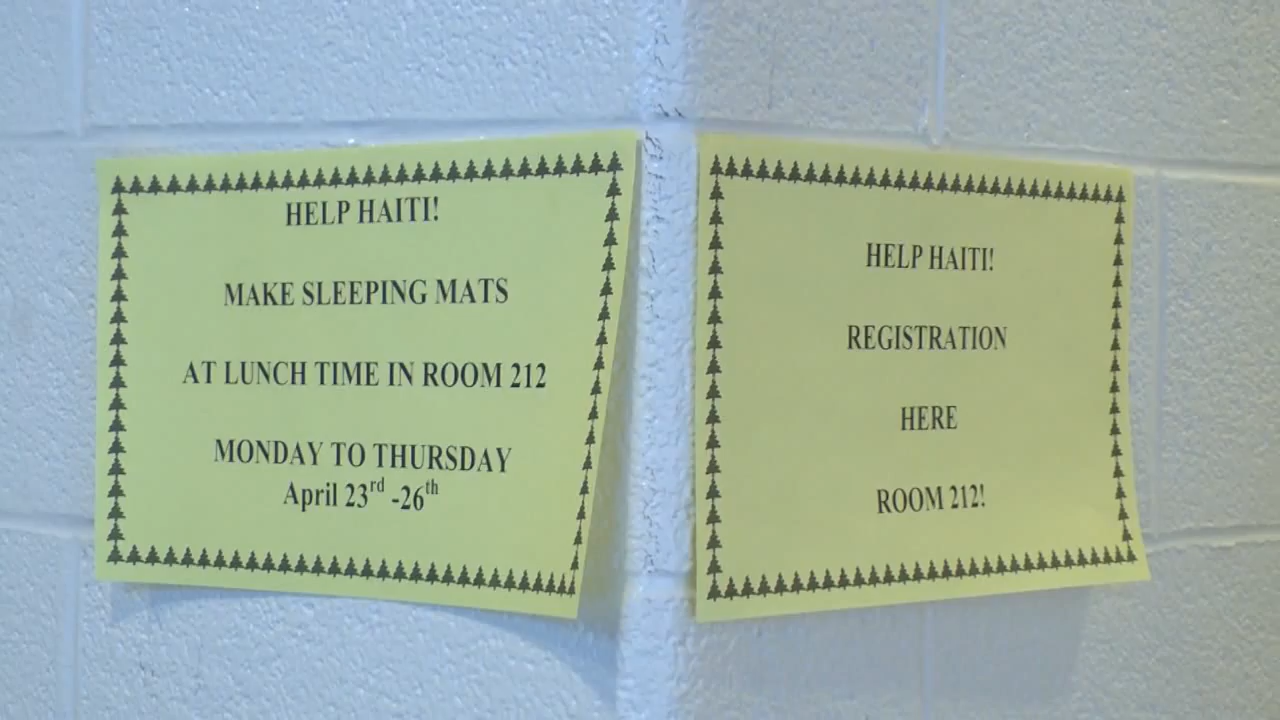 HELP HAITI!
MAKE SLEEPING MATS
AT LUNCH TIME IN ROOM 212
MONDAY TO THURSDAY
April 23rd -26th
HELP HAITI!
REGISTRATION
HERE
ROOM 212!